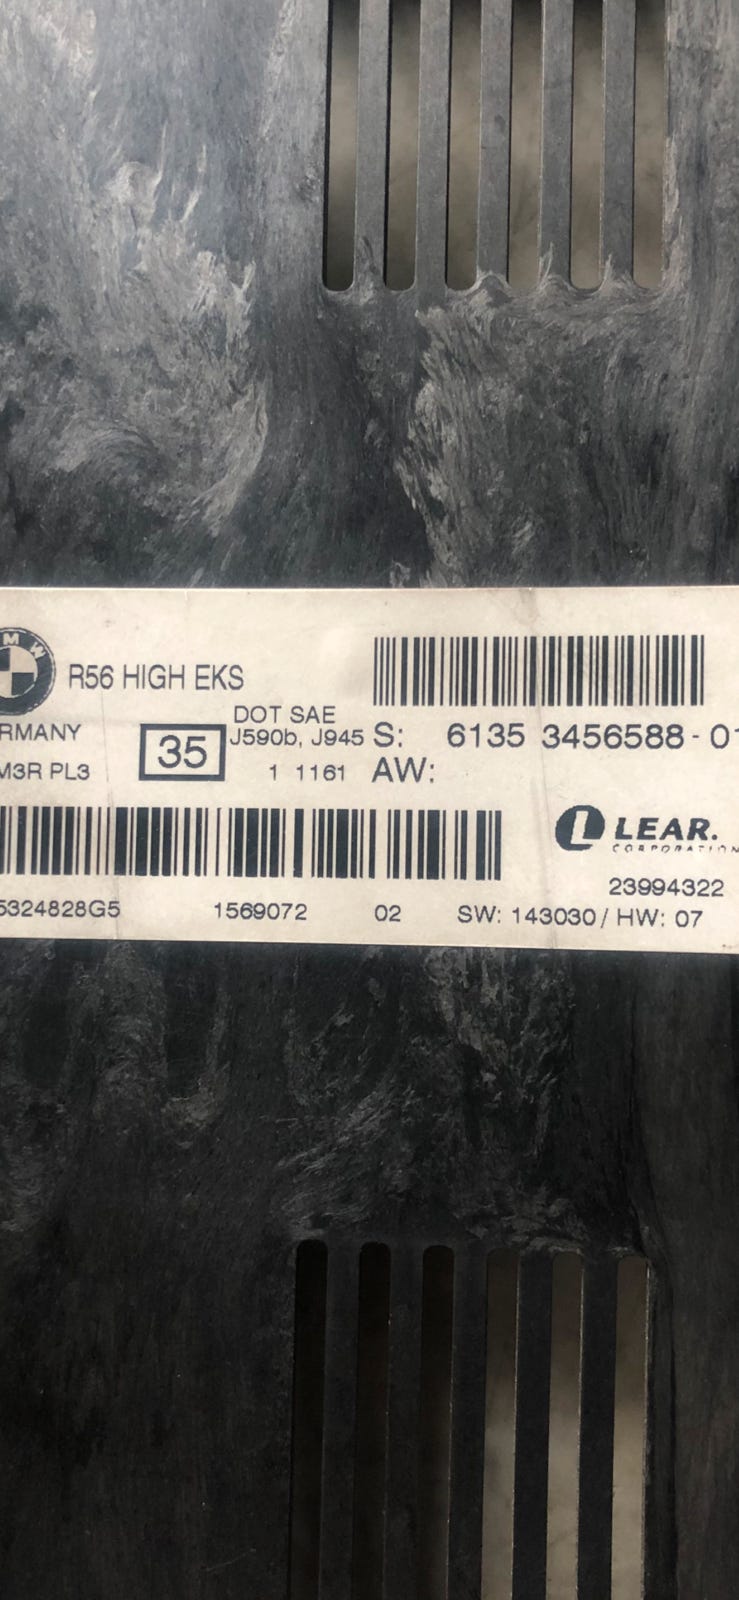 BMW
R56 HIGH EKS
RMANY
M3R PL3
35
DOT SAE
J590b, J945
1 1161
S: 6135 3456588-01
AW:
LEAR.
CORPORATION
23994322
5324828G5 1569072 02 SW: 143030/ HW: 07